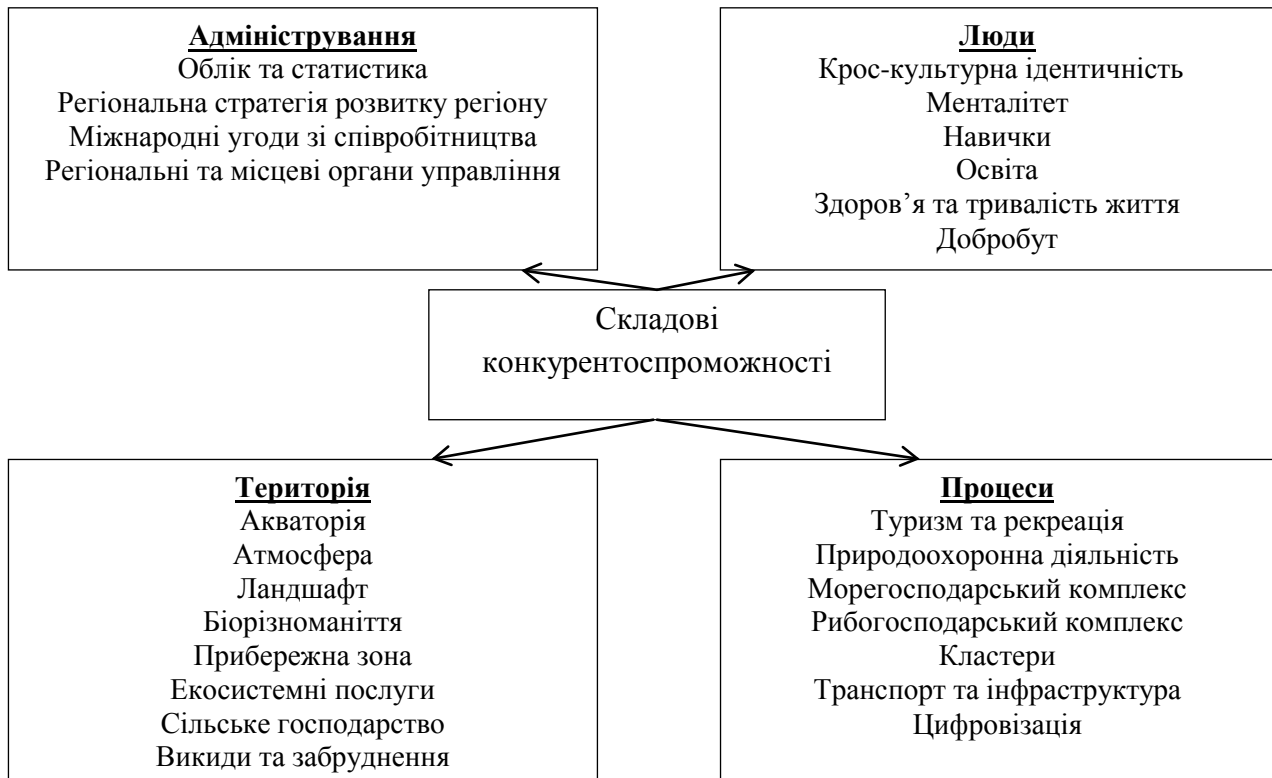 Адміністрування
Облік та статистика
Регіональна стратегія розвитку регіону
Міжнародні угоди зі співробітництва
Регіональні та місцеві органи управління
Люди
Крос-культурна ідентичність
Менталітет
Навички
Освіта
Здоров’я та тривалість життя
Добробут
Складові
конкурентоспроможності
Територія
Акваторія
Атмосфера
Ландшафт
Біорізноманіття
Прибережна зона
Екосистемні послуги
Сільське господарство
Викиди та забруднення
Процеси
Туризм та рекреація
Природоохоронна діяльність
Морегосподарський комплекс
Рибогосподарський комплекс
Кластери
Транспорт та інфраструктура
Цифровізація